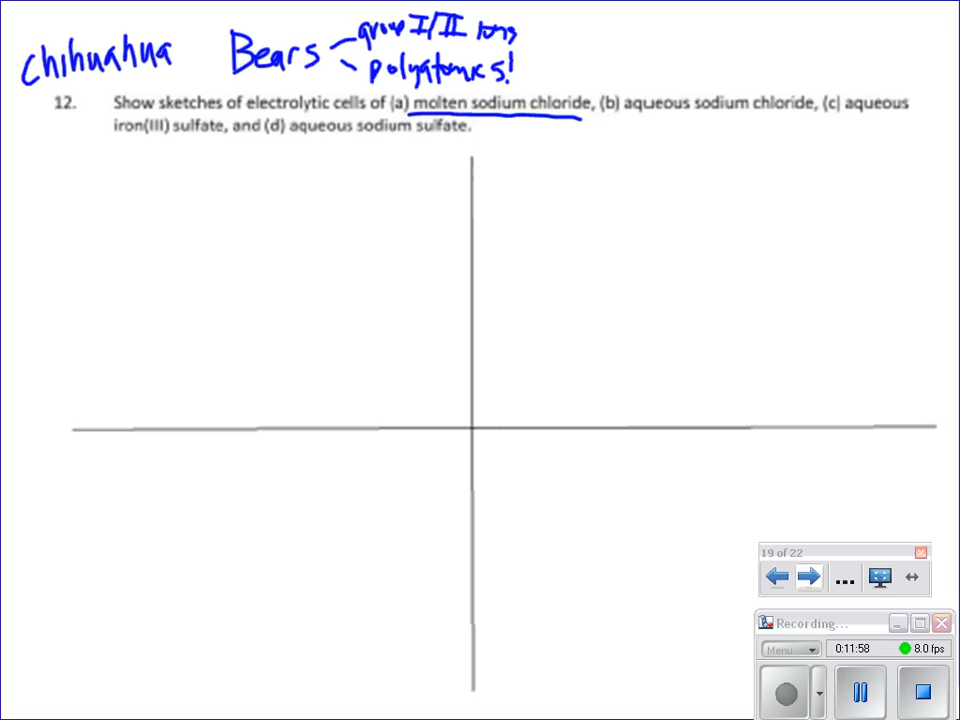 chihuahua Bears group I/II ions
polyatomics!
12. Show sketches of electrolytic cells of (a) molten sodium chloride, (b) aqueous sodium chloride, (c) aqueous
iron(III) sulfate, and (d) aqueous sodium sulfate.
19 of 22
...
Recording...
Menu 0:11:58 8.0 fps